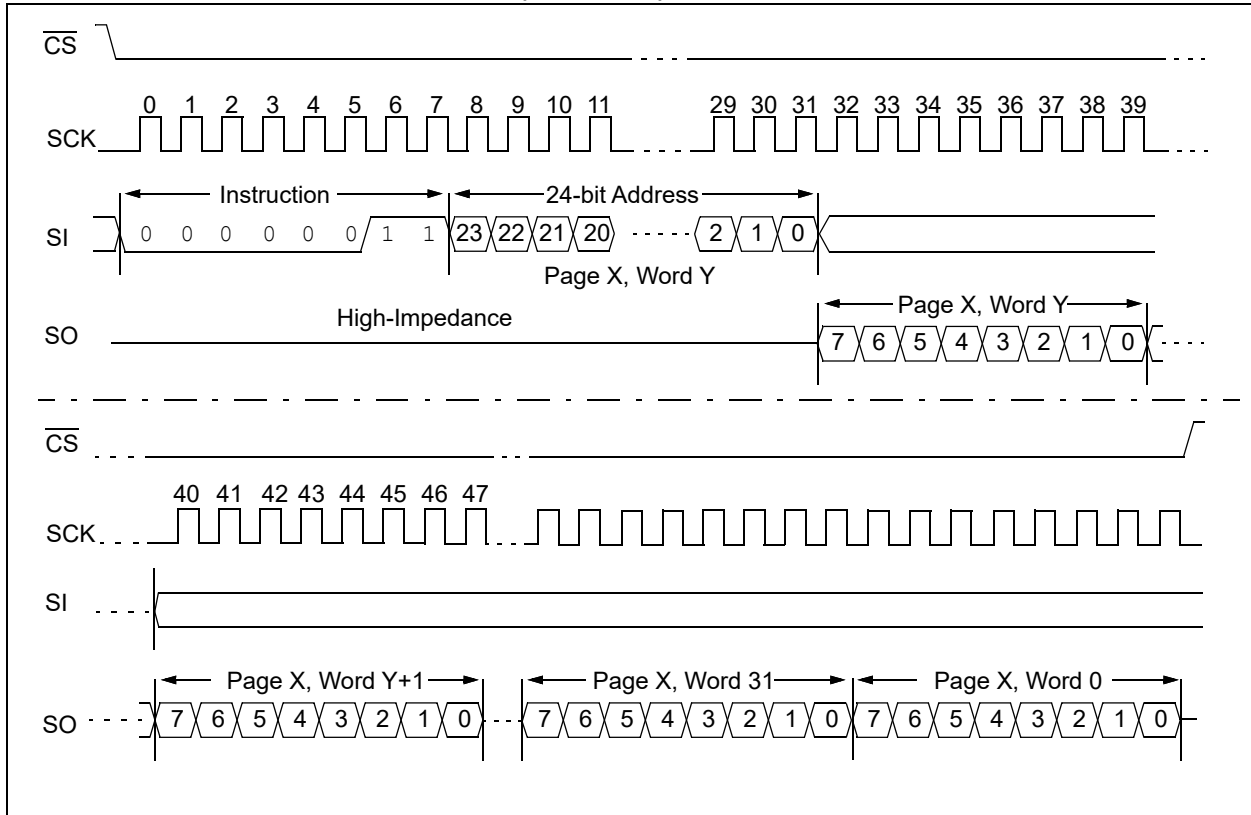 CS
0 1 2 3 4 5 6 7 8 9 10 11 29 30 31 32 33 34 35 36 37 38 39
SCK
Instruction 24-bit Address
SI 0 0 0 0 0 0 1 1 23 22 21 20 2 1 0
Page X, Word Y
High-Impedance Page X, Word Y
SO 7 6 5 4 3 2 1 0
CS
40 41 42 43 44 45 46 47
SCK
SI
Page X, Word Y+1 Page X, Word 31 Page X, Word 0
SO 7 6 5 4 3 2 1 0 7 6 5 4 3 2 1 0 7 6 5 4 3 2 1 0